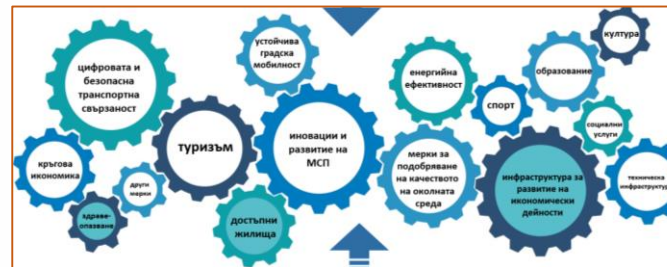 цифровата и
безопасна
транспортна
свързаност
устойчива
градска
мобилност
енергийна
ефективност
образование
култура
спорт
социални
услуги
туризъм
иновации и
развитие на
МСП
кръгова
икономика
други
мерки
здраве-
опазване
достъпни
жилища
мерки за
подобряване
на качеството
на околната
среда
инфраструктура за
развитие на
икономически
дейности
техническа
инфраструктура